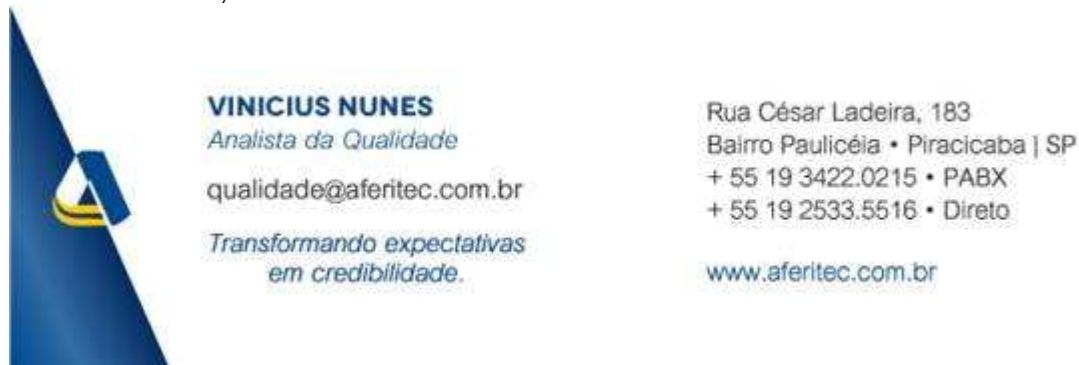 VINICIUS NUNES
Analista da Qualidade
qualidade@aferitec.com.br
Transformando expectativas
em credibilidade.
Rua César Ladeira, 183
Bairro Paulicéia • Piracicaba | SP
+ 55 19 3422.0215 • PABX
+ 55 19 2533.5516 • Direto
www.aferitec.com.br